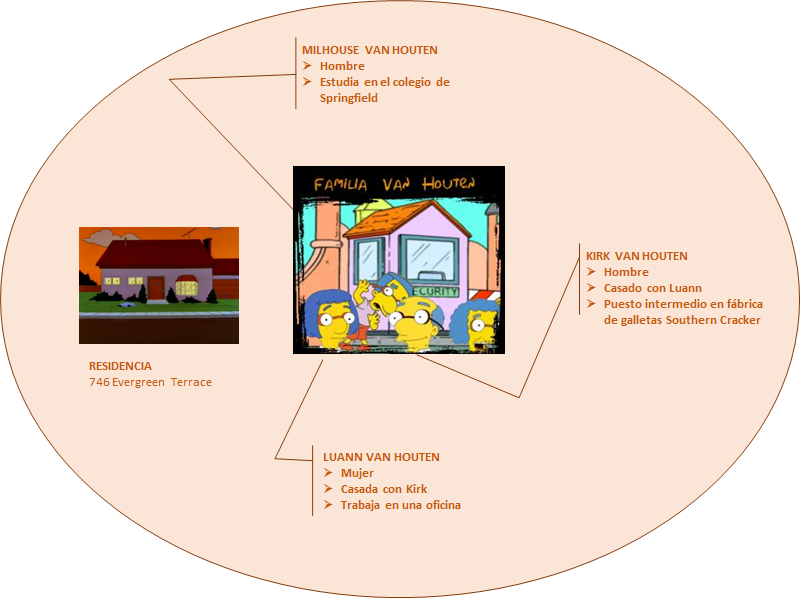 MILHOUSE VAN HOUTEN
➢ Hombre
➢ Estudia en el colegio de
Springfield
FAMILIA VAN HOUTEN
SECURITY
KIRK VAN HOUTEN
➢ Hombre
➢ Casado con Luann
➢ Puesto intermedio en fábrica
de galletas Southern Cracker
RESIDENCIA
746 Evergreen Terrace
LUANN VAN HOUTEN
➢ Mujer
➢ Casada con Kirk
➢ Trabaja en una oficina